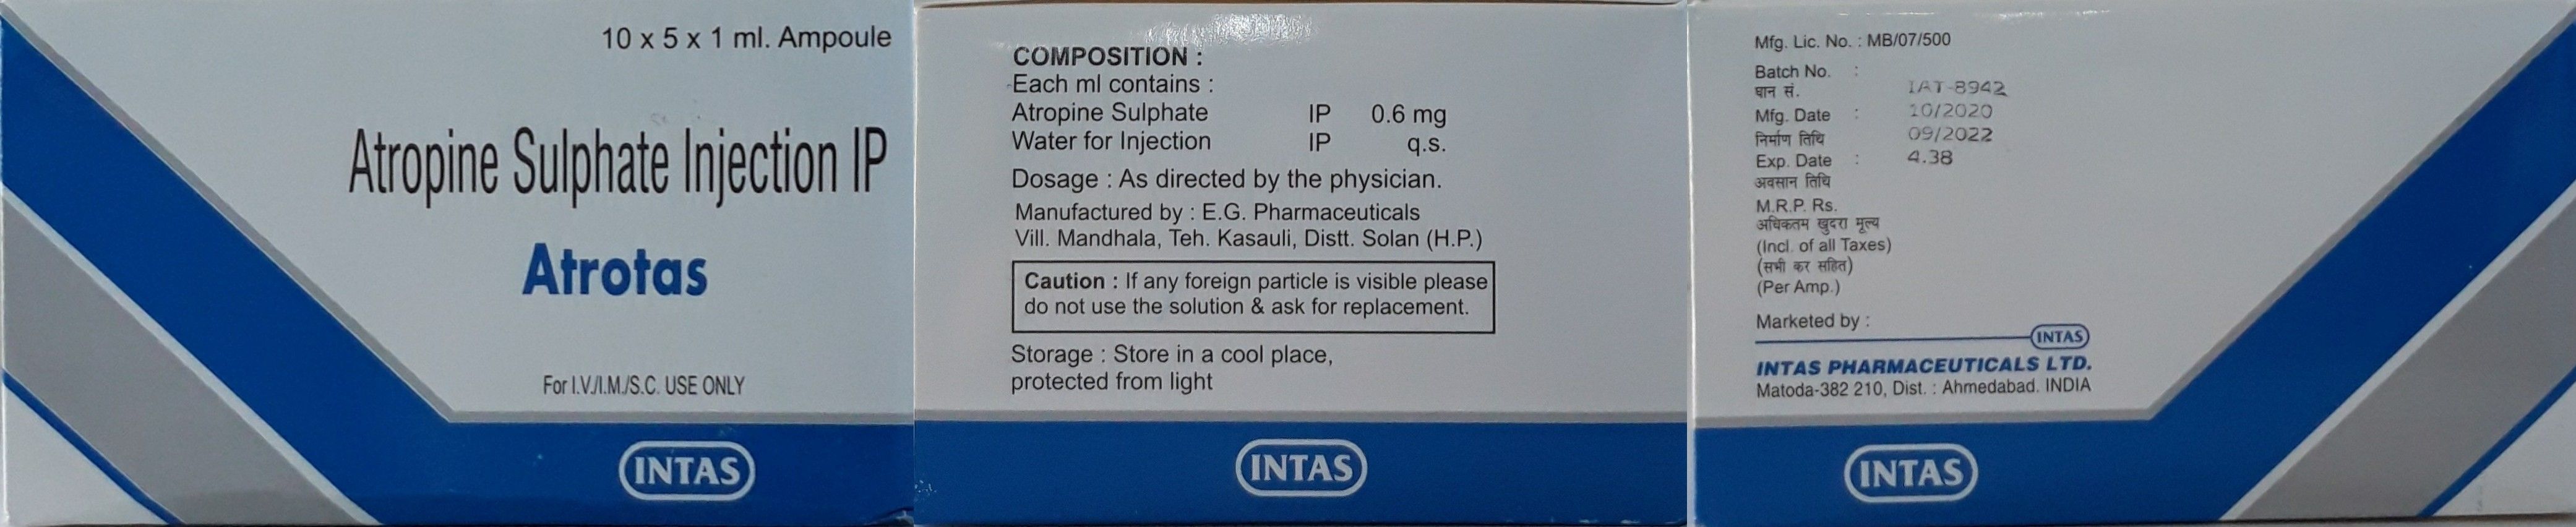 10 x 5 x 1 ml. Ampoule
Atropine Sulphate Injection IP
Atrotas
For I.V./I.M./S.C. USE ONLY
INTAS
COMPOSITION :
Each ml contains :
Atropine Sulphate IP 0.6 mg
Water for Injection IP q.s.
Dosage : As directed by the physician.
Manufactured by : E.G. Pharmaceuticals
Vill. Mandhala, Teh. Kasauli, Distt. Solan (H.P.)
Caution : If any foreign particle is visible please
do not use the solution & ask for replacement.
Storage : Store in a cool place,
protected from light
INTAS
Mfg. Lic. No. : MB/07/500
Batch No. :
घान सं. IAT-8942
Mfg. Date : 10/2020
निर्माण तिथि 09/2022
Exp. Date : 4.38
अवसान तिथि
M.R.P. Rs.
अधिकतम खुदरा मूल्य
(Incl. of all Taxes)
(सभी कर सहित)
(Per Amp.)
Marketed by :
INTAS
INTAS PHARMACEUTICALS LTD.
Matoda-382 210, Dist. : Ahmedabad. INDIA
INTAS